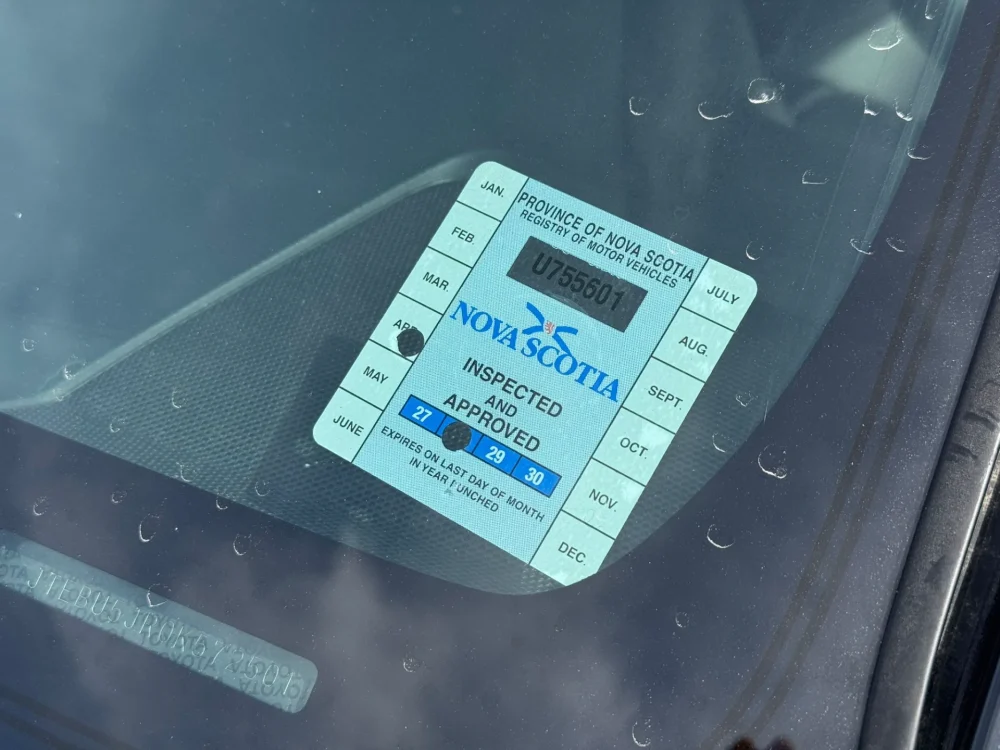 JAN.
FEB.
MAR
MAY
JUNE
PROVINCE OF NOVA SCOTIA
REGISTRY OF MOTOR VEHICLES
U755601
NOVA SCOTIA
INSPECTED
AND
APPROVED
27 29 30
EXPIRES ON LAST DAY OF MONTH
IN YEAR PUNCHED
JULY
AUG.
SEPT.
OCT.
NOV.
DEC.
TOYOTA